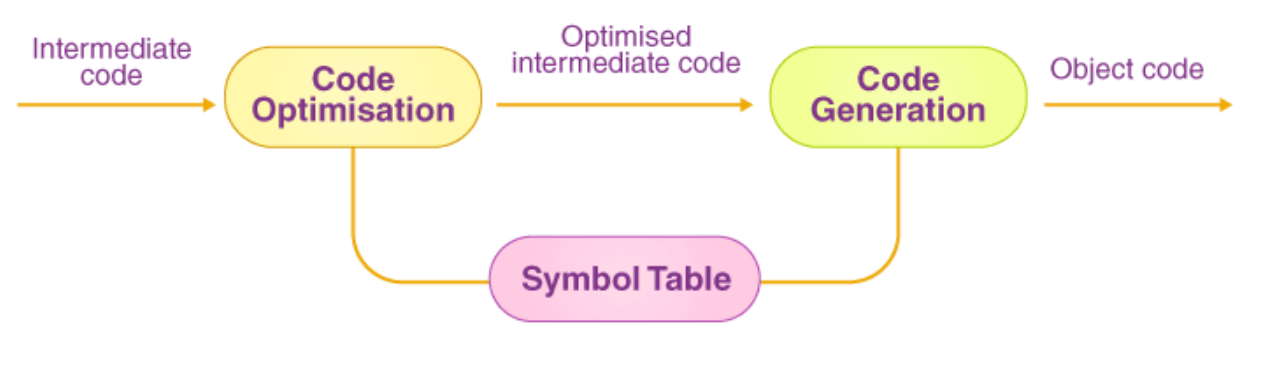 Intermediate
code
Code
Optimisation
Optimised
intermediate code
Code
Generation
Object code
Symbol Table